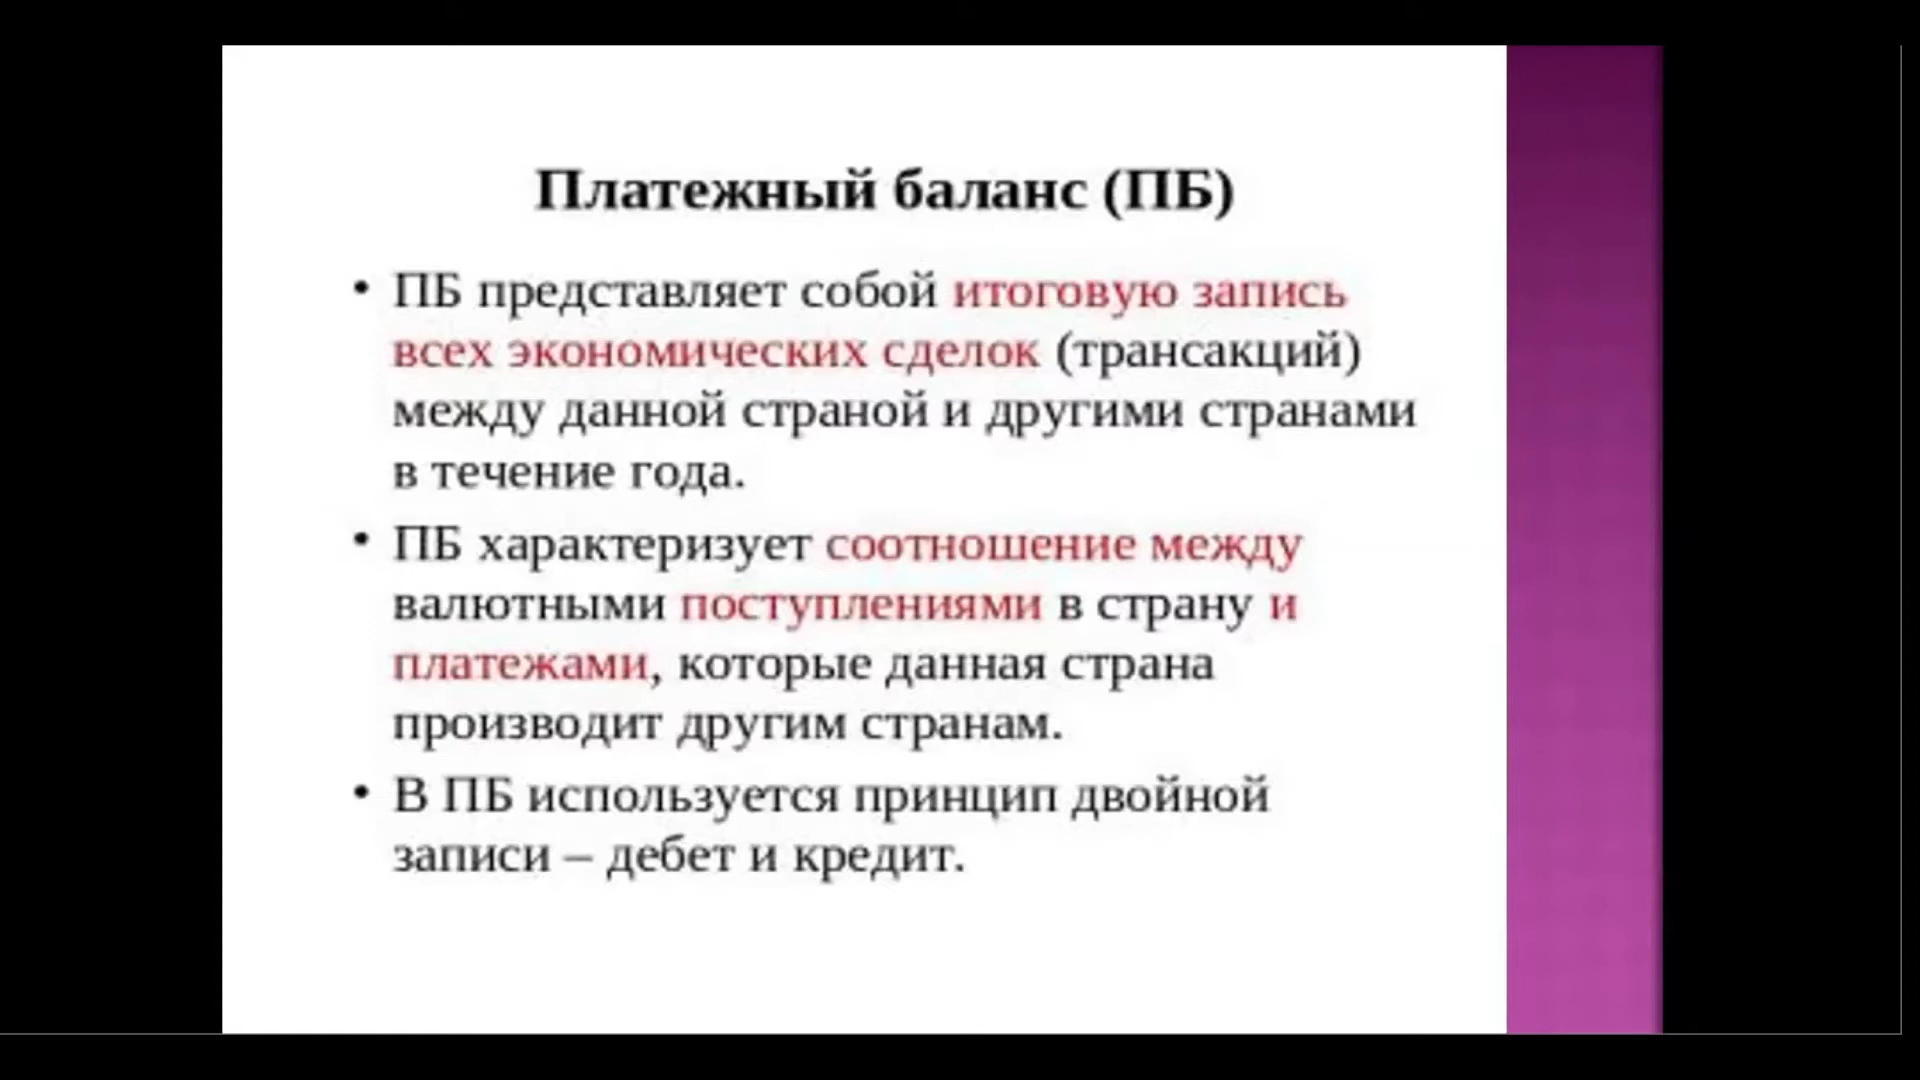 Платежный баланс (ПБ)
• ПБ представляет собой итоговую запись
всех экономических сделок (трансакций)
между данной страной и другими странами
в течение года.
• ПБ характеризует соотношение между
валютными поступлениями в страну и
платежами, которые данная страна
производит другим странам.
• В ПБ используется принцип двойной
записи – дебет и кредит.